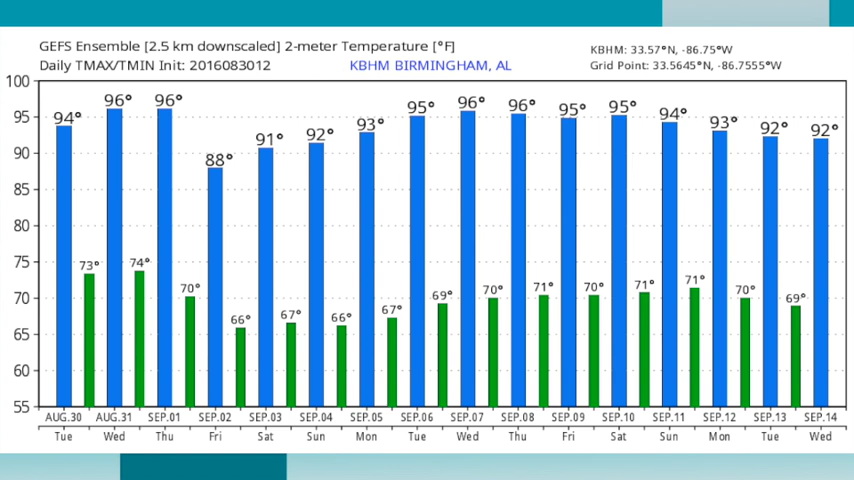 GEFS Ensemble [2.5 km downscaled] 2-meter Temperature [°F]
KBHM: 33.57°N, -86.75°W
Daily TMAX/TMIN Init: 2016083012 KBHM BIRMINGHAM, AL
Grid Point: 33.5645°N, -86.7555°W
100
95
90
85
80
75
70
65
60
55
94° 96° 96° 88° 91° 92° 93° 95° 96° 96° 95° 95° 94° 93° 92° 92°
73° 74° 70° 66° 67° 66° 67° 69° 70° 71° 70° 71° 71° 70° 69°
AUG.30 AUG.31 SEP.01 SEP.02 SEP.03 SEP.04 SEP.05 SEP.06 SEP.07 SEP.08 SEP.09 SEP.10 SEP.11 SEP.12 SEP.13 SEP.14
Tue Wed Thu Fri Sat Sun Mon Tue Wed Thu Fri Sat Sun Mon Tue Wed